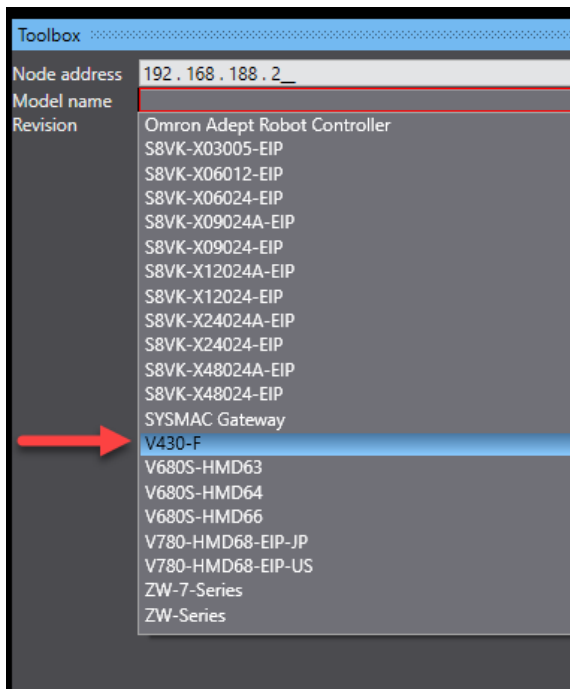 Toolbox
Node address 192 . 168 . 188 . 2_
Model name
Revision
Omron Adept Robot Controller
S8VK-X03005-EIP
S8VK-X06012-EIP
S8VK-X06024-EIP
S8VK-X09024A-EIP
S8VK-X09024-EIP
S8VK-X12024A-EIP
S8VK-X12024-EIP
S8VK-X24024A-EIP
S8VK-X24024-EIP
S8VK-X48024A-EIP
S8VK-X48024-EIP
SYSMAC Gateway
V430-F
V680S-HMD63
V680S-HMD64
V680S-HMD66
V780-HMD68-EIP-JP
V780-HMD68-EIP-US
ZW-7-Series
ZW-Series